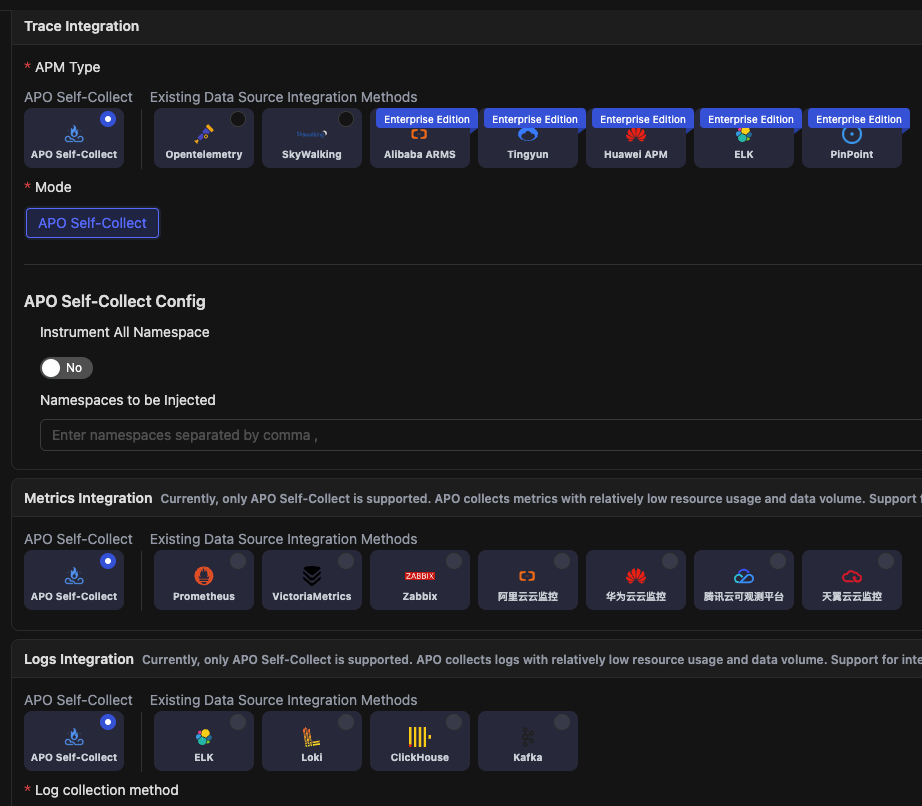 Trace Integration
* APM Type
APO Self-Collect Existing Data Source Integration Methods
Enterprise Edition Enterprise Edition Enterprise Edition Enterprise Edition Enterprise Edition
APO Self-Collect Opentelemetry SkyWalking Alibaba ARMS Tingyun Huawei APM ELK PinPoint
* Mode
APO Self-Collect
APO Self-Collect Config
Instrument All Namespace
No
Namespaces to be Injected
Enter namespaces separated by comma ,
Metrics Integration Currently, only APO Self-Collect is supported. APO collects metrics with relatively low resource usage and data volume. Support
APO Self-Collect Existing Data Source Integration Methods
ZABBIX
APO Self-Collect Prometheus VictoriaMetrics Zabbix 阿里云云监控 华为云云监控 腾讯云可观测平台 天翼云云监控
Logs Integration Currently, only APO Self-Collect is supported. APO collects logs with relatively low resource usage and data volume. Support for inte
APO Self-Collect Existing Data Source Integration Methods
APO Self-Collect ELK Loki ClickHouse Kafka
* Log collection method